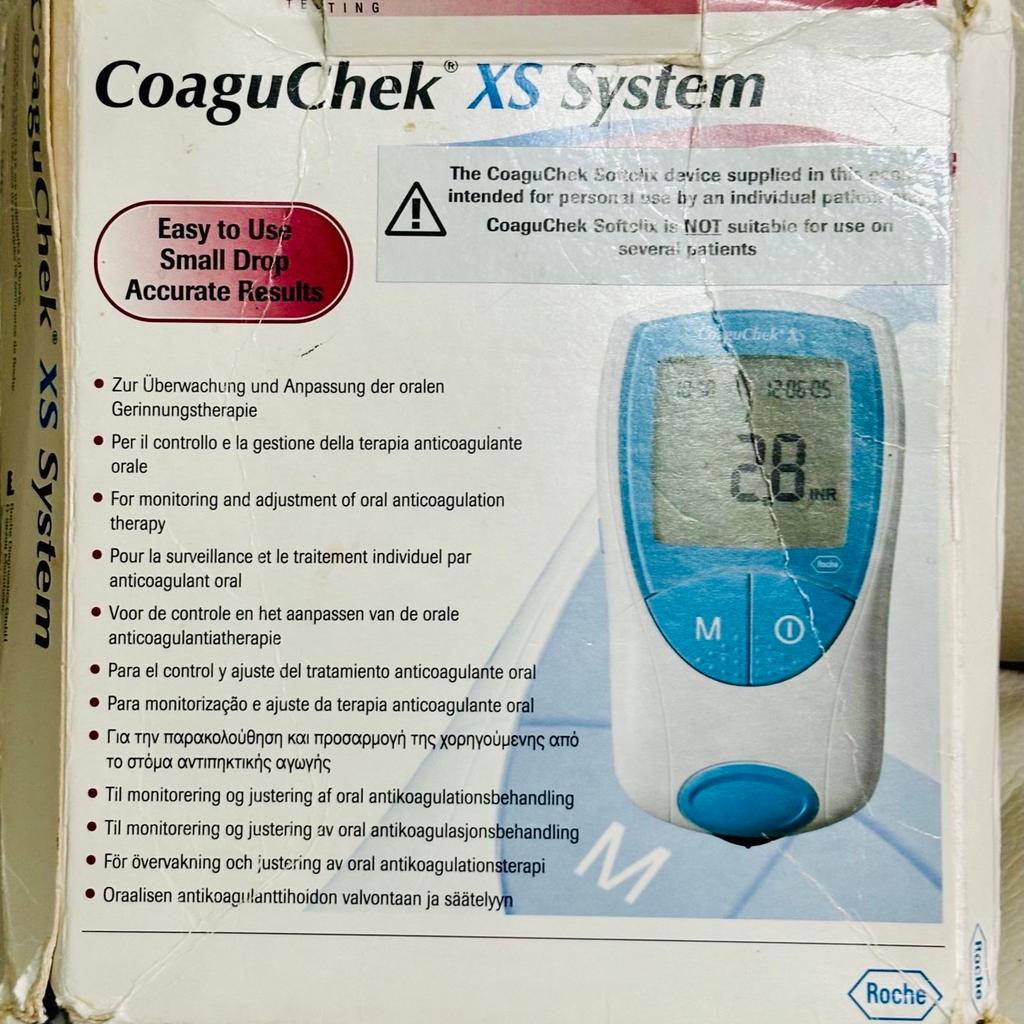 TESTING
CoaguChek® XS System
The CoaguChek Softclix device supplied in this
intended for personal use by an individual patient
CoaguChek Softclix is NOT suitable for use on
several patients
Easy to Use
Small Drop
Accurate Results
CoaguChek® XS
12:06:05
2.8 INR
Roche
M
• Zur Überwachung und Anpassung der oralen
Gerinnungstherapie
• Per il controllo e la gestione della terapia anticoagulante
orale
• For monitoring and adjustment of oral anticoagulation
therapy
• Pour la surveillance et le traitement individuel par
anticoagulant oral
• Voor de controle en het aanpassen van de orale
anticoagulantiatherapie
• Para el control y ajuste del tratamiento anticoagulante oral
• Para monitorização e ajuste da terapia anticoagulante oral
• Για την παρακολούθηση και προσαρμογή της χορηγούμενης από
το στόμα αντιπηκτικής αγωγής
• Til monitorering og justering af oral antikoagulationsbehandling
• Til monitorering og justering av oral antikoagulasjonsbehandling
• För övervakning och justering av oral antikoagulationsterapi
• Oraalisen antikoagulanttihoidon valvontaan ja säätelyyn
M
Roche
CoaguChek® XS System
Roche